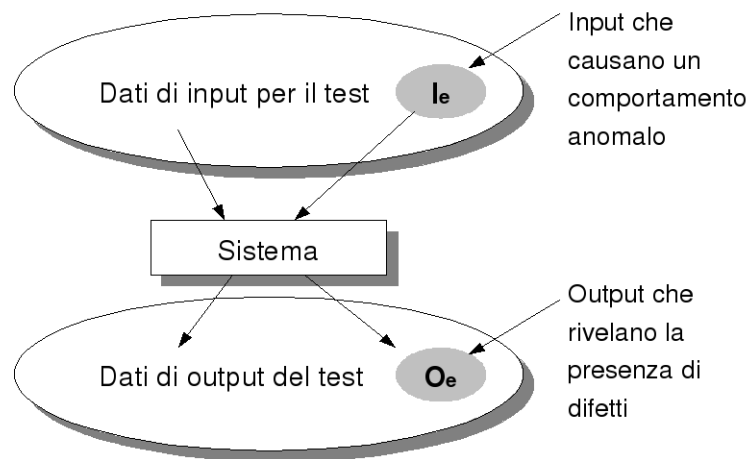 Input che
causano un
comportamento
anomalo
Dati di input per il test
Ie
Sistema
Output che
rivelano la
presenza di
difetti
Dati di output del test
Oe